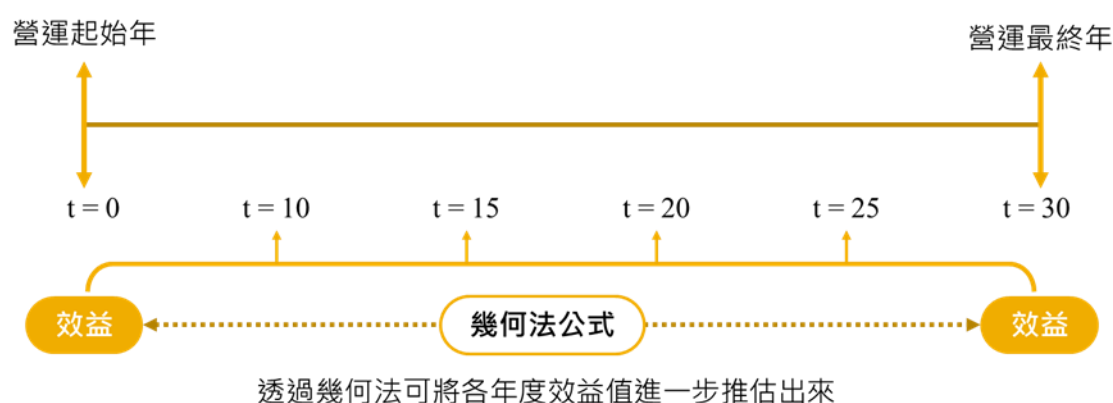 營運起始年
營運最終年
t = 0
t = 10
t = 15
t = 20
t = 25
t = 30
效益
幾何法公式
效益
透過幾何法可將各年度效益值進一步推估出來